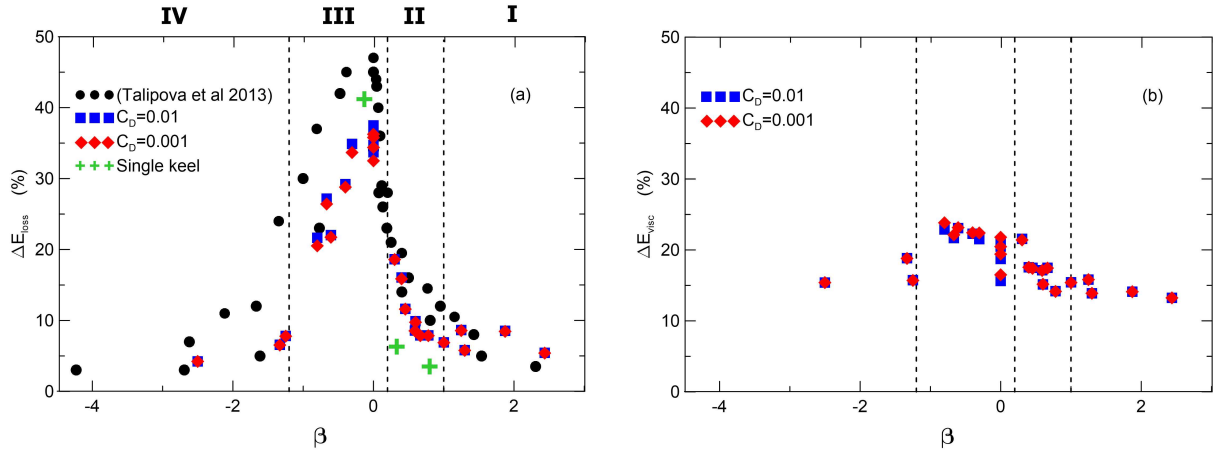 IV III II I
50
40
30
20
10
0
ΔE_loss (%)
(Talipova et al 2013)
C_D=0.01
C_D=0.001
Single keel
(a)
-4 -2 0 2
β
50
40
30
20
10
0
ΔE_visc (%)
C_D=0.01
C_D=0.001
(b)
-4 -2 0 2
β